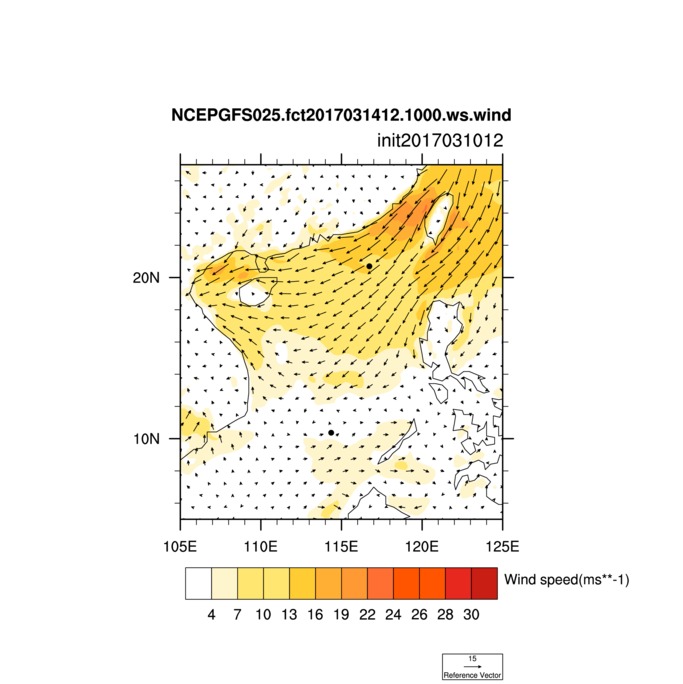 NCEPGFS025.fct2017031412.1000.ws.wind
init2017031012
20N
10N
105E 110E 115E 120E 125E
Wind speed(ms**-1)
4 7 10 13 16 19 22 24 26 28 30
15
Reference Vector